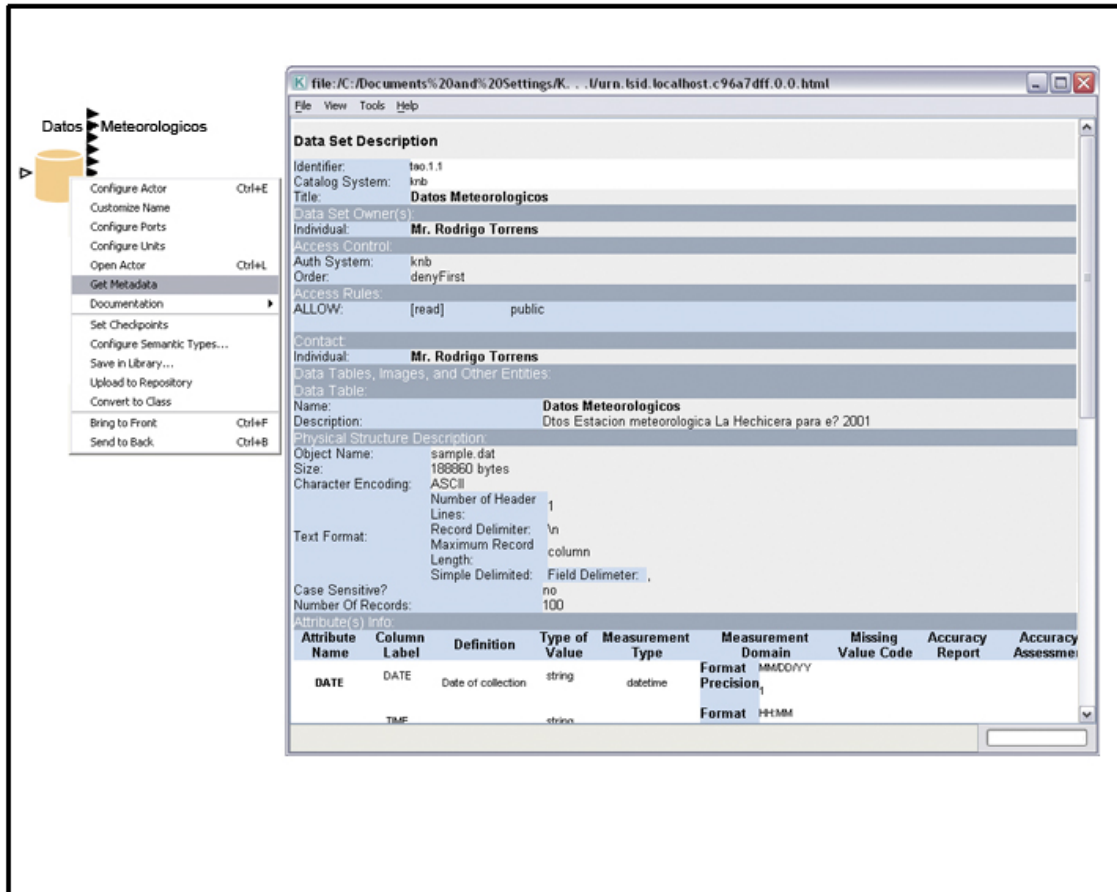 Datos Meteorologicos
Configure Actor Ctrl+E
Customize Name
Configure Ports
Configure Units
Open Actor Ctrl+L
Get Metadata
Documentation
Set Checkpoints
Configure Semantic Types...
Save in Library...
Upload to Repository
Convert to Class
Bring to Front Ctrl+F
Send to Back Ctrl+B
file:/C:/Documents%20and%20Settings/K. . ./urn.lsid.localhost.c96a7dff.0.0.html
File View Tools Help
Data Set Description
Identifier: tao.1.1
Catalog System: knb
Title: Datos Meteorologicos
Data Set Owner(s):
Individual: Mr. Rodrigo Torrens
Access Control:
Auth System: knb
Order: denyFirst
Access Rules:
ALLOW: [read] public
Contact:
Individual: Mr. Rodrigo Torrens
Data Tables, Images, and Other Entities:
Data Table:
Name: Datos Meteorologicos
Description: Dtos Estacion meteorologica La Hechicera para e? 2001
Physical Structure Description:
Object Name: sample.dat
Size: 188860 bytes
Character Encoding: ASCII
Text Format:
Number of Header
Lines: 1
Record Delimiter: \n
Maximum Record
Length: column
Simple Delimited: Field Delimeter: ,
Case Sensitive? no
Number Of Records: 100
Attribute(s) Info:
Attribute Name Column Label Definition Type of Value Measurement Type Measurement Domain Missing Value Code Accuracy Report Accuracy
DATE DATE Date of collection string datetime Format MM/DD/YY
Precision 1
TIME string Format HH:MM